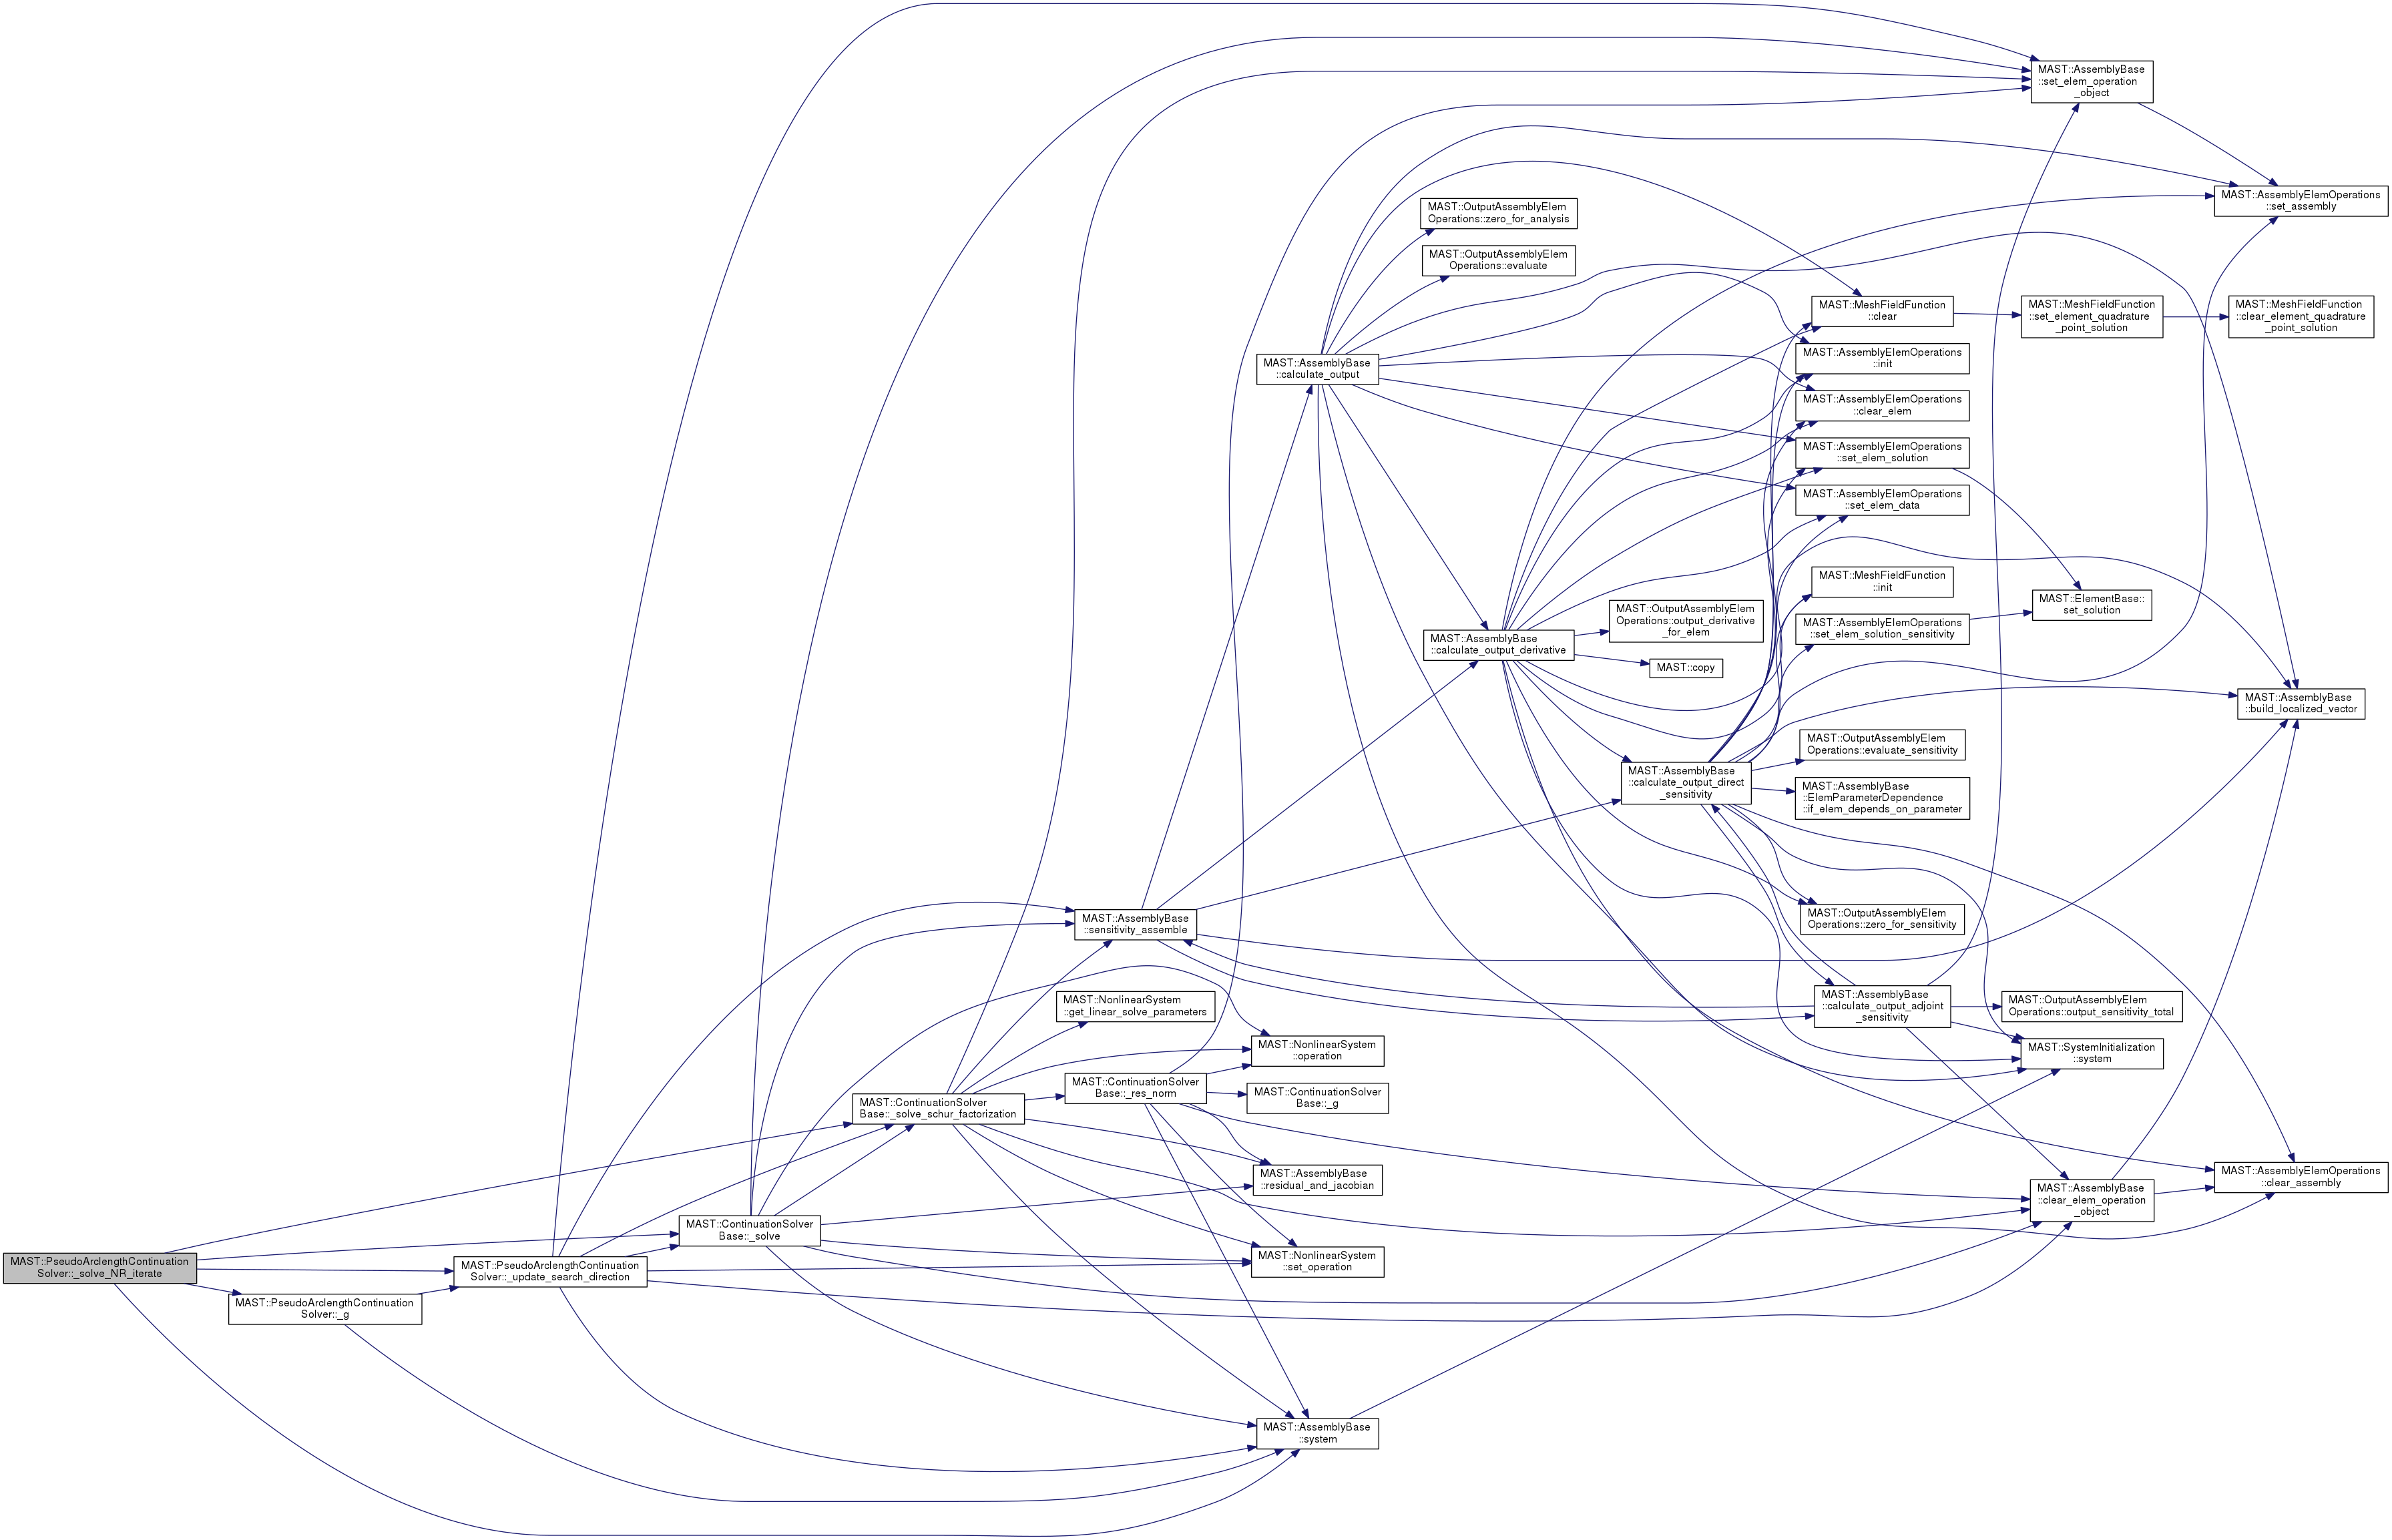 MAST::AssemblyBase
::set_elem_operation
_object
MAST::AssemblyElemOperations
::set_assembly
MAST::OutputAssemblyElem
Operations::zero_for_analysis
MAST::OutputAssemblyElem
Operations::evaluate
MAST::MeshFieldFunction
::clear
MAST::MeshFieldFunction
::set_element_quadrature
_point_solution
MAST::MeshFieldFunction
::clear_element_quadrature
_point_solution
MAST::AssemblyBase
::calculate_output
MAST::AssemblyElemOperations
::init
MAST::AssemblyElemOperations
::clear_elem
MAST::AssemblyElemOperations
::set_elem_solution
MAST::AssemblyElemOperations
::set_elem_data
MAST::MeshFieldFunction
::init
MAST::ElementBase::
set_solution
MAST::OutputAssemblyElem
Operations::output_derivative
_for_elem
MAST::AssemblyElemOperations
::set_elem_solution_sensitivity
MAST::AssemblyBase
::calculate_output_derivative
MAST::copy
MAST::AssemblyBase
::build_localized_vector
MAST::OutputAssemblyElem
Operations::evaluate_sensitivity
MAST::AssemblyBase
::calculate_output_direct
_sensitivity
MAST::AssemblyBase
::ElemParameterDependence
::if_elem_depends_on_parameter
MAST::AssemblyBase
::sensitivity_assemble
MAST::OutputAssemblyElem
Operations::zero_for_sensitivity
MAST::NonlinearSystem
::get_linear_solve_parameters
MAST::AssemblyBase
::calculate_output_adjoint
_sensitivity
MAST::OutputAssemblyElem
Operations::output_sensitivity_total
MAST::NonlinearSystem
::operation
MAST::SystemInitialization
::system
MAST::ContinuationSolver
Base::_res_norm
MAST::ContinuationSolver
Base::_g
MAST::ContinuationSolver
Base::_solve_schur_factorization
MAST::AssemblyBase
::residual_and_jacobian
MAST::AssemblyElemOperations
::clear_assembly
MAST::AssemblyBase
::clear_elem_operation
_object
MAST::ContinuationSolver
Base::_solve
MAST::PseudoArclengthContinuation
Solver::_solve_NR_iterate
MAST::PseudoArclengthContinuation
Solver::_update_search_direction
MAST::NonlinearSystem
::set_operation
MAST::PseudoArclengthContinuation
Solver::_g
MAST::AssemblyBase
::system